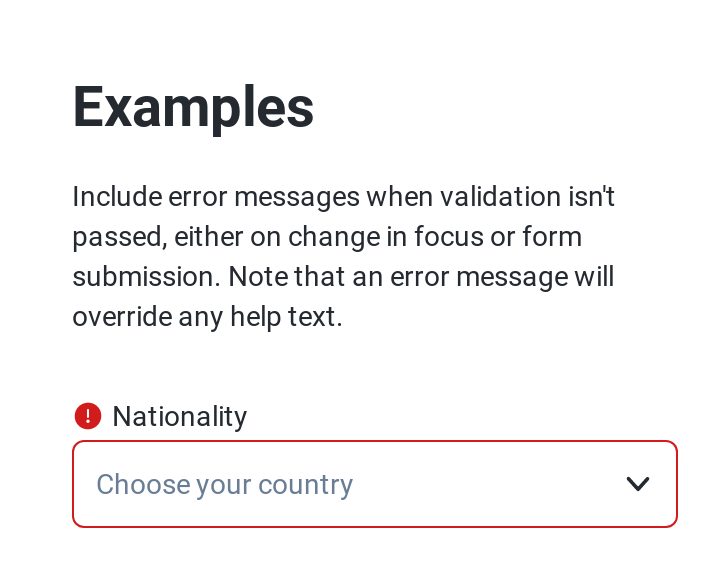 Examples
Include error messages when validation isn't
passed, either on change in focus or form
submission. Note that an error message will
override any help text.
Nationality
Choose your country